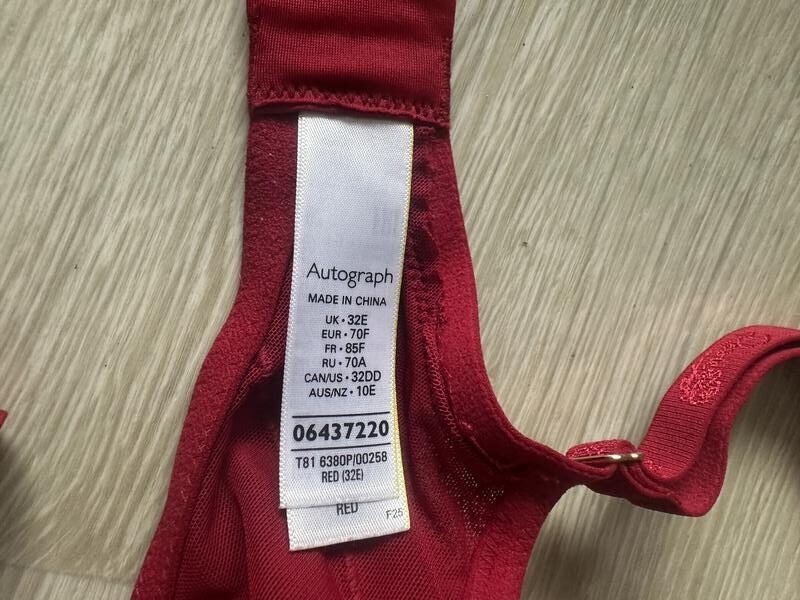 Autograph
MADE IN CHINA
UK • 32E
EUR • 70F
FR • 85F
RU • 70A
CAN/US • 32DD
AUS/NZ • 10E
06437220
T81 6380P/00258
RED (32E)
RED
F25